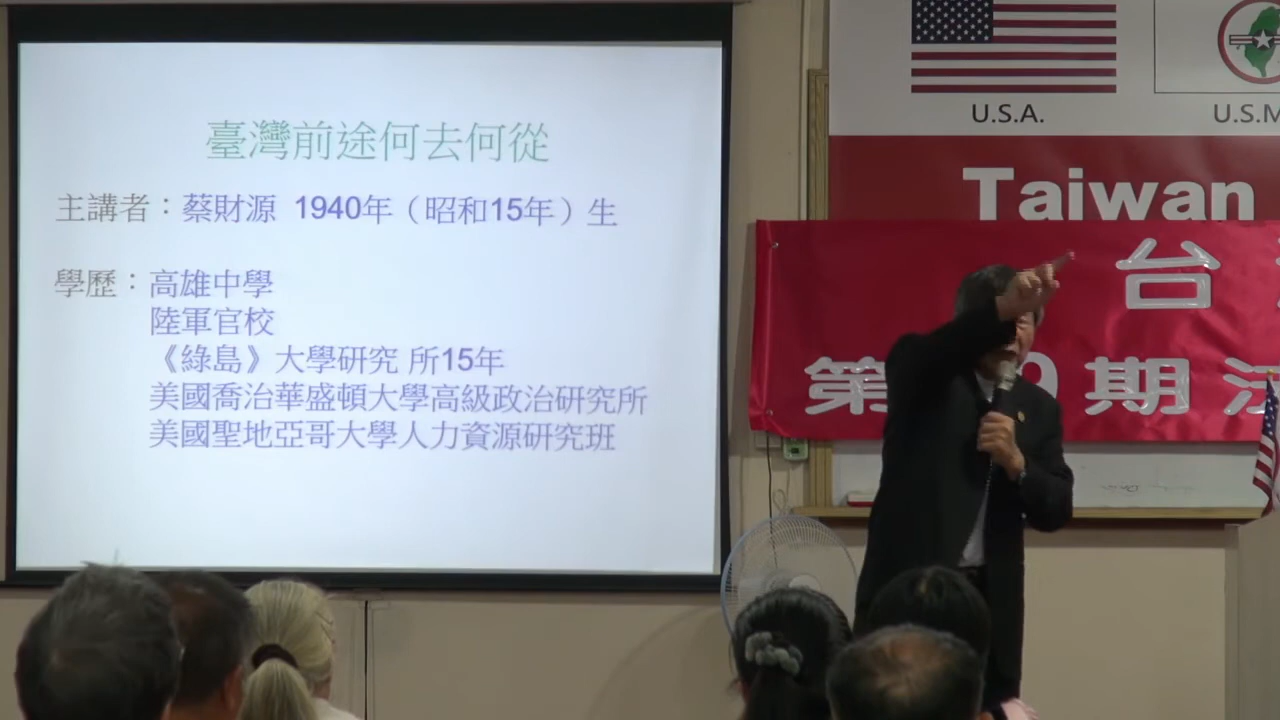 臺灣前途何去何從
主講者：蔡財源 1940年（昭和15年）生
學歷：高雄中學
陸軍官校
《綠島》大學研究 所15年
美國喬治華盛頓大學高級政治研究所
美國聖地亞哥大學人力資源研究班
U.S.A.
U.S.M
Taiwan
台
第 9期